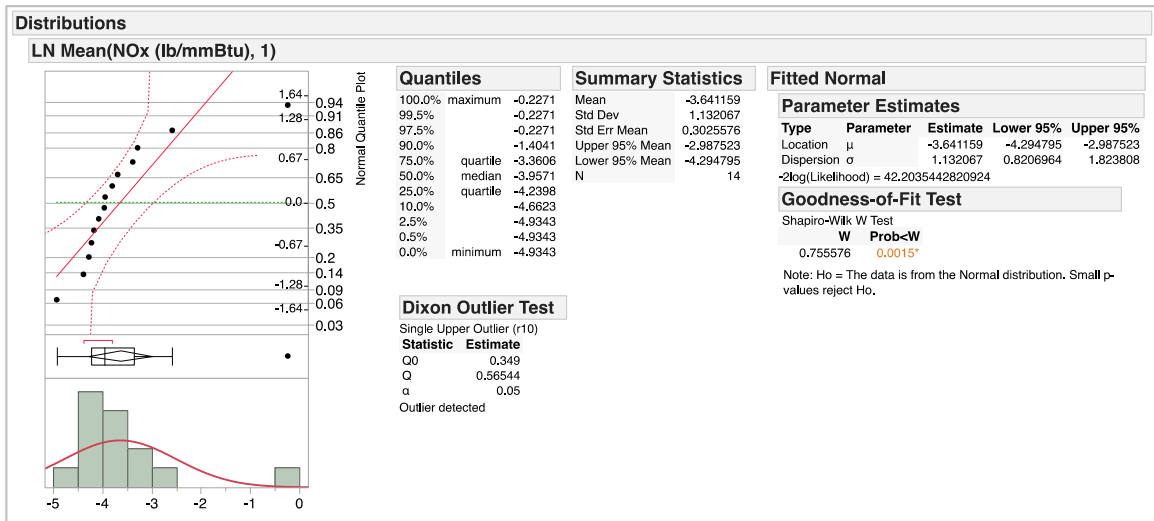 Distributions
LN Mean(NOx (lb/mmBtu), 1)
Normal Quantile Plot
1.64
1.28
0.67
0.0
-0.67
-1.28
-1.64
0.94
0.91
0.86
0.8
0.65
0.5
0.35
0.2
0.14
0.09
0.06
0.03
-5 -4 -3 -2 -1 0
Quantiles
100.0% maximum -0.2271
99.5% -0.2271
97.5% -0.2271
90.0% -1.4041
75.0% quartile -3.3606
50.0% median -3.9571
25.0% quartile -4.2398
10.0% -4.6623
2.5% -4.9343
0.5% -4.9343
0.0% minimum -4.9343
Dixon Outlier Test
Single Upper Outlier (r10)
Statistic Estimate
Q0 0.349
Q 0.56544
α 0.05
Outlier detected
Summary Statistics
Mean -3.641159
Std Dev 1.132067
Std Err Mean 0.3025576
Upper 95% Mean -2.987523
Lower 95% Mean -4.294795
N 14
Fitted Normal
Parameter Estimates
Type Parameter Estimate Lower 95% Upper 95%
Location μ -3.641159 -4.294795 -2.987523
Dispersion σ 1.132067 0.8206964 1.823808
-2log(Likelihood) = 42.2035442820924
Goodness-of-Fit Test
Shapiro-Wilk W Test
W Prob<W
0.755576 0.0015*
Note: Ho = The data is from the Normal distribution. Small p-
values reject Ho.